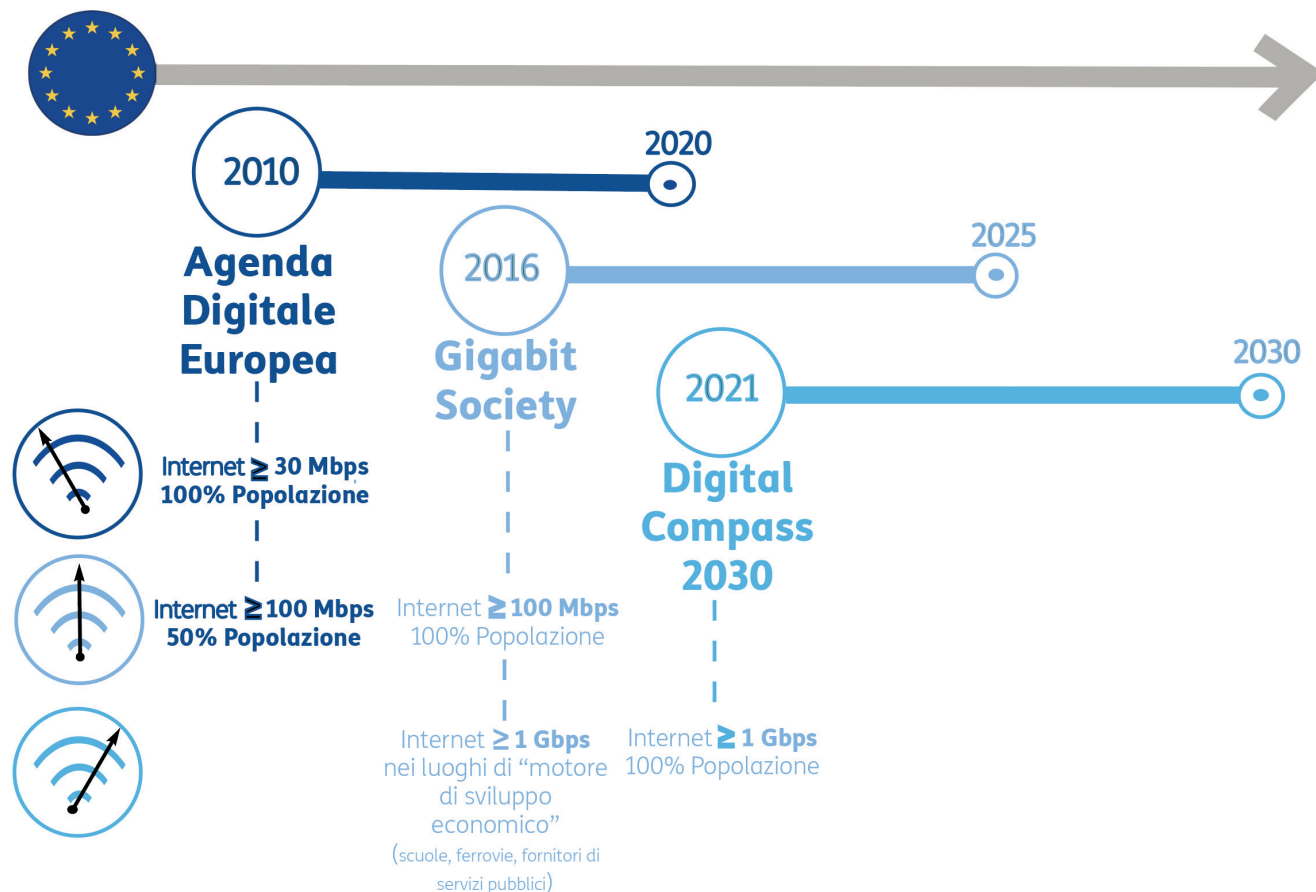 2010
2020
Agenda
Digitale
Europea
Internet ≧ 30 Mbps
100% Popolazione
Internet ≧ 100 Mbps
50% Popolazione
2016
2025
Gigabit
Society
Internet ≧ 100 Mbps
100% Popolazione
Internet ≥ 1 Gbps
nei luoghi di “motore
di sviluppo
economico”
(scuole, ferrovie, fornitori di
servizi pubblici)
2021
2030
Digital
Compass
2030
Internet ≧ 1 Gbps
100% Popolazione